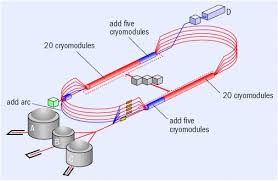 D
add five
cryomodules
20 cryomodules
add arc
20 cryomodules
add five
cryomodules
A
B
C